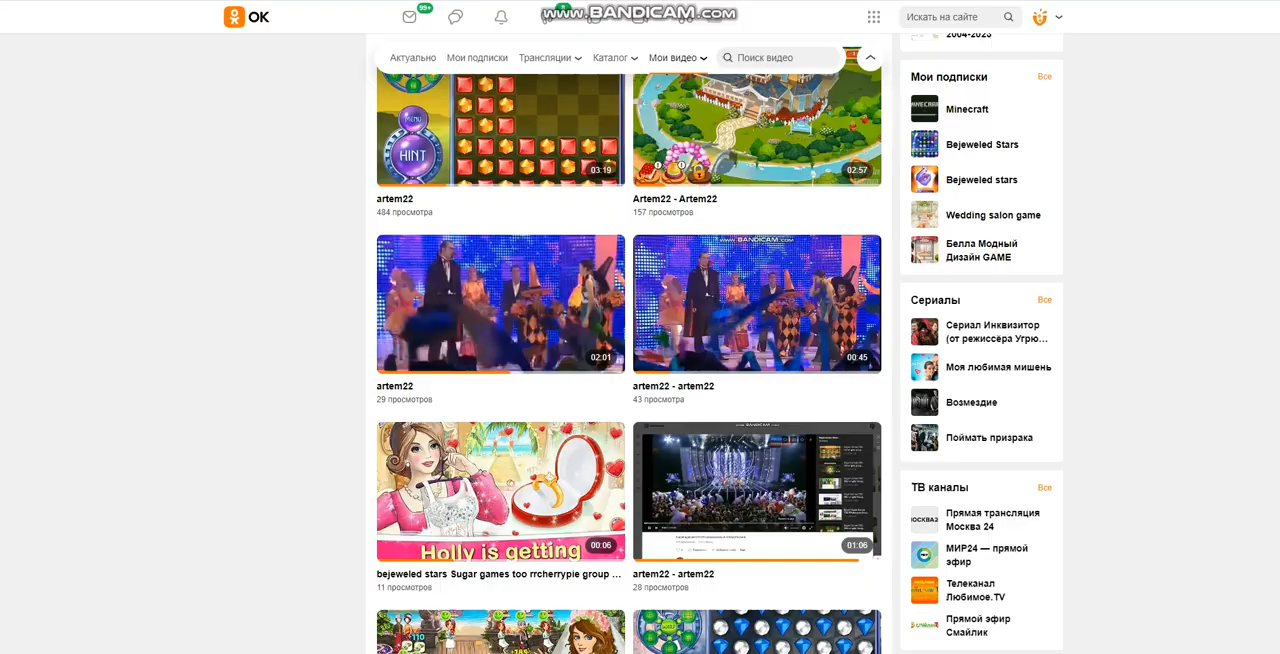 OK
99+
www.BANDICAM.com
Искать на сайте
Актуально
Мои подписки
Трансляции
Каталог
Мои видео
Поиск видео
MENU
HINT
03:19
02:57
artem22
484 просмотра
Artem22 - Artem22
157 просмотров
02:01
www.BANDICAM.com
00:45
artem22
29 просмотров
artem22 - artem22
43 просмотра
Holly is getting
00:06
01:06
bejeweled stars Sugar games too rrcherrypie group ...
11 просмотров
artem22 - artem22
28 просмотров
+110
2004-2023
Мои подписки
Все
Minecraft
Bejeweled Stars
Bejeweled stars
Wedding salon game
Белла Модный
Дизайн GAME
Сериалы
Все
Сериал Инквизитор
(от режиссёра Угрю...
Моя любимая мишень
Возмездие
Поймать призрака
ТВ каналы
Все
Прямая трансляция
Москва 24
МИР24 — прямой
эфир
Телеканал
Любимое.TV
Прямой эфир
Смайлик